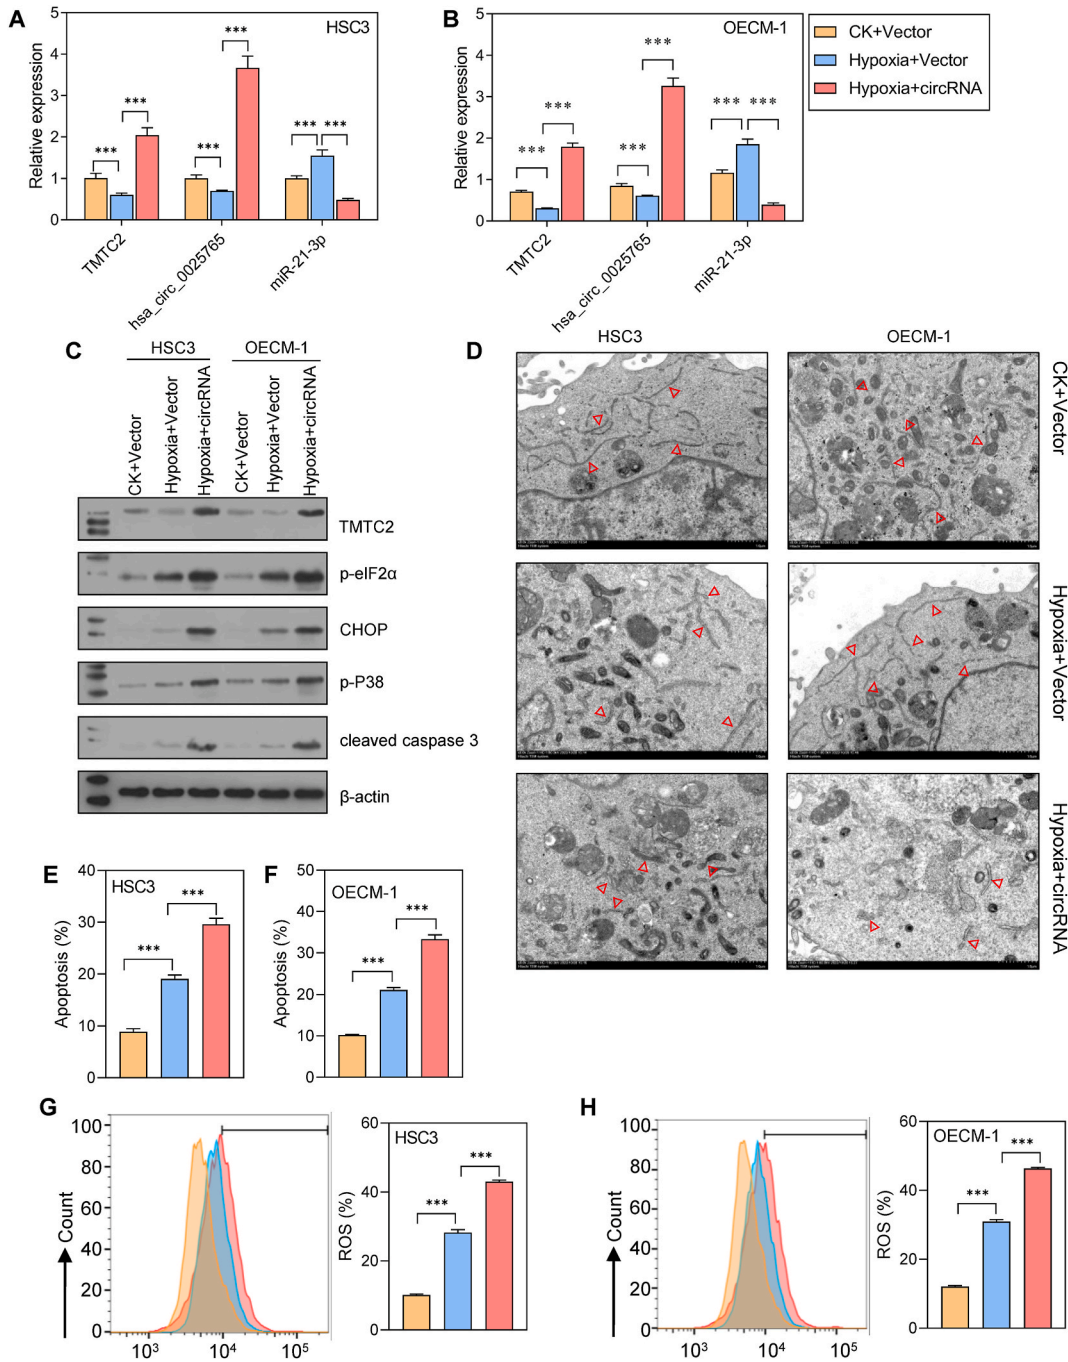 A
HSC3
5
4
3
2
1
0
Relative expression
***
***
***
***
***
***
TMTC2
hsa_circ_0025765
miR-21-3p
B
OECM-1
5
4
3
2
1
0
Relative expression
***
***
***
***
***
***
TMTC2
hsa_circ_0025765
miR-21-3p
CK+Vector
Hypoxia+Vector
Hypoxia+circRNA
C
HSC3
OECM-1
CK+Vector
Hypoxia+Vector
Hypoxia+circRNA
CK+Vector
Hypoxia+Vector
Hypoxia+circRNA
TMTC2
p-eIF2α
CHOP
p-P38
cleaved caspase 3
β-actin
D
HSC3
OECM-1
CK+Vector
Hypoxia+Vector
Hypoxia+circRNA
E
HSC3
40
30
20
10
0
Apoptosis (%)
***
***
F
OECM-1
50
40
30
20
10
0
Apoptosis (%)
***
***
G
100
80
60
40
20
0
Count
10³
10⁴
10⁵
HSC3
60
40
20
0
ROS (%)
***
***
H
100
80
60
40
20
0
Count
10³
10⁴
10⁵
OECM-1
60
40
20
0
ROS (%)
***
***